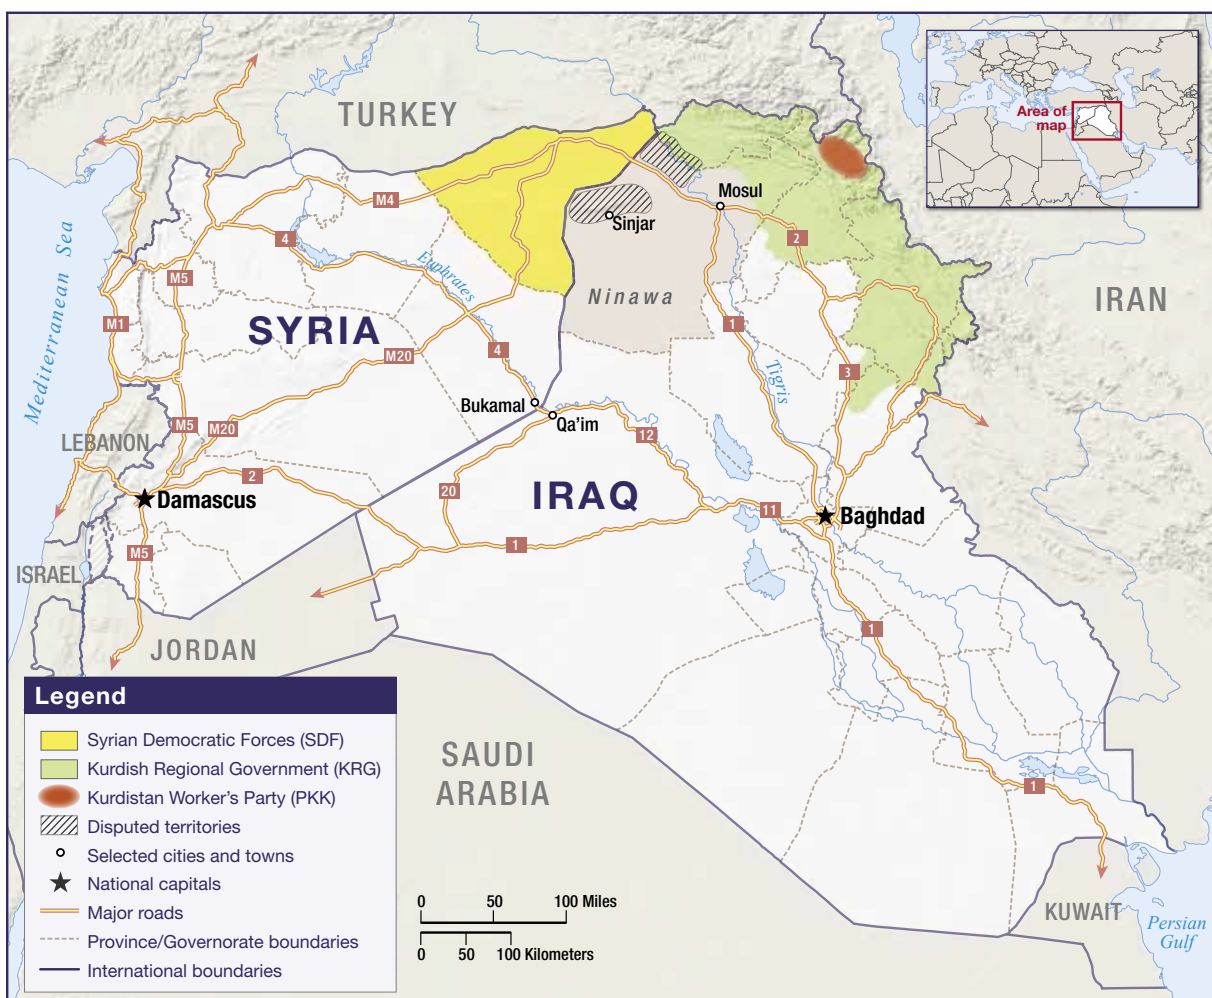 Area of
map
TURKEY
Mosul
M4
Sinjar
2
4
Mediterranean Sea
Euphrates
M5
Ninawa
IRAN
M1
SYRIA
1
M20
4
Tigris
3
Bukamal
Qa'im
M5
M20
12
LEBANON
2
20
IRAQ
Damascus
11
Baghdad
1
M5
ISRAEL
1
JORDAN
Legend
Syrian Democratic Forces (SDF)
Kurdish Regional Government (KRG)
Kurdistan Worker's Party (PKK)
Disputed territories
Selected cities and towns
National capitals
Major roads
Province/Governorate boundaries
International boundaries
SAUDI
ARABIA
1
0 50 100 Miles
0 50 100 Kilometers
KUWAIT
Persian
Gulf